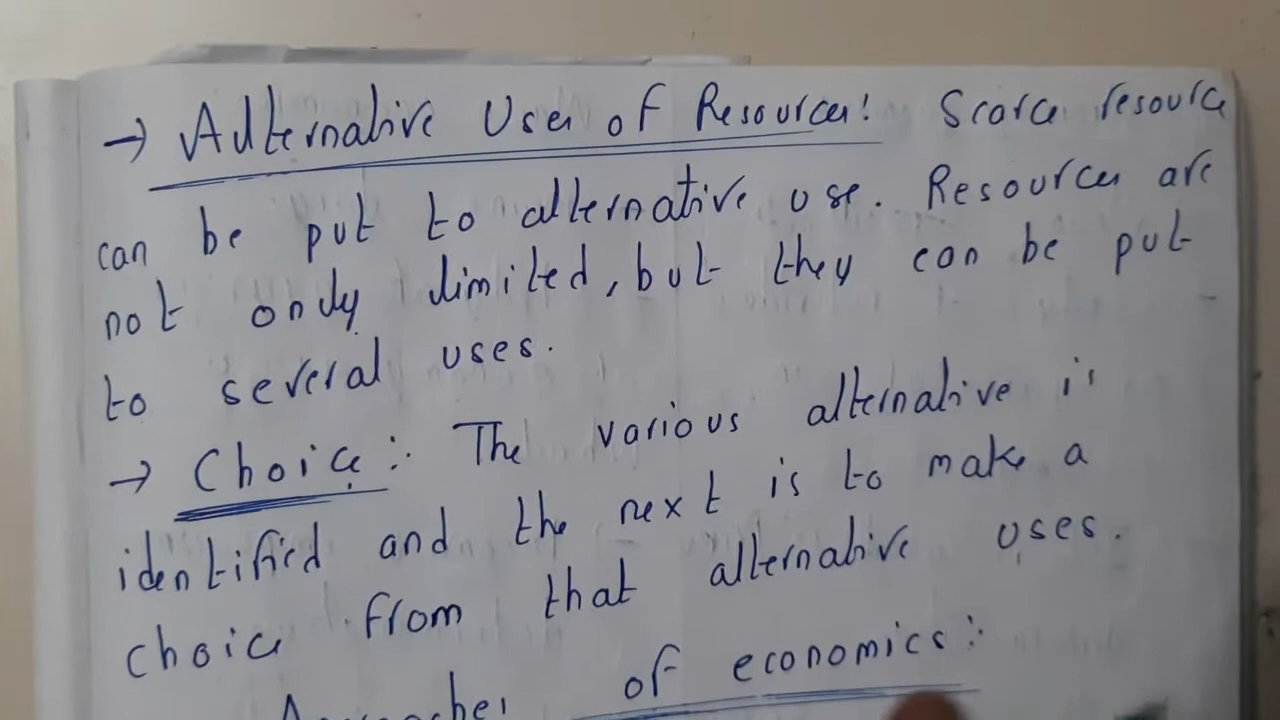 → Alternative Uses of Resources: Scarce resource
can be put to alternative use. Resources are
not only limited, but they can be put
to several uses.
→ Choice: The various alternative is
identified and the next is to make a
choice from that alternative uses.
Approaches of economics: